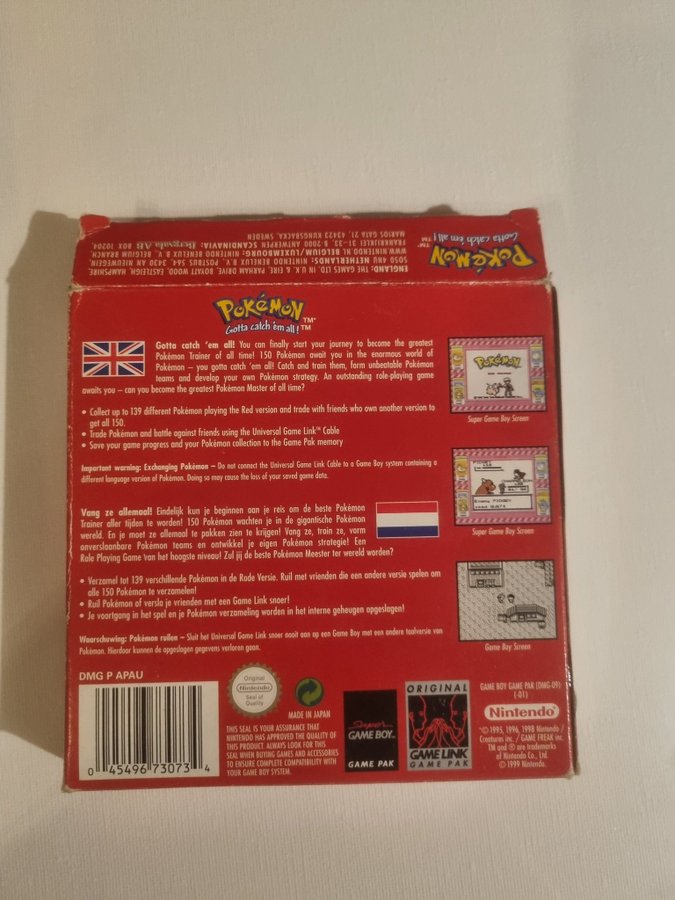 ENGLAND: THE GAMES LTD. IN U.K. & EIRE PARHAM DRIVE, BOYATT WOOD, EASTLEIGH, HAMPSHIRE
SO50 AND NETHERLANDS: NINTENDO BENELUX B.V., POSTBUS 564, 3430 AN NIEUWEGEIN
WWW.NINTENDO.NL BELGIUM/LUXEMBOURG: NINTENDO BENELUX B.V. BELGIUM BRANCH
FRANKRIJKLEI 31-33, B 2000 ANTWERPEN SCANDINAVIA: Bergsala AB BOX 10204,
MARIOS GATA 21, 43423 KUNGSBACKA, SWEDEN
POKéMON™
Gotta catch 'em all!™
POKéMON™
Gotta catch 'em all!™
Gotta catch 'em all! You can finally start your journey to become the greatest
Pokémon Trainer of all time! 150 Pokémon await you in the enormous world of
Pokémon – you gotta catch 'em all! Catch and train them, form unbeatable Pokémon
teams and develop your own Pokémon strategy. An outstanding role-playing game
awaits you – can you become the greatest Pokémon Master of all time?
• Collect up to 139 different Pokémon playing the Red version and trade with friends who own another version to
get all 150.
• Trade Pokémon and battle against friends using the Universal Game Link™ Cable
• Save your game progress and your Pokémon collection to the Game Pak memory
Important warning: Exchanging Pokémon – Do not connect the Universal Game Link Cable to a Game Boy system containing a
different language version of Pokémon. Doing so may cause the loss of your saved game data.
Vang ze allemaal! Eindelijk kun je beginnen aan je reis om de beste Pokémon
Trainer aller tijden te worden! 150 Pokémon wachten je in de gigantische Pokémon
wereld. En je moet ze allemaal te pakken zien te krijgen! Vang ze, train ze, vorm
onverslaanbare Pokémon teams en ontwikkel je eigen Pokémon strategie! Een
Role Playing Game van het hoogste niveau! Zul jij de beste Pokémon Meester ter wereld worden?
• Verzamel tot 139 verschillende Pokémon in de Rode Versie. Ruil met vrienden die een andere versie spelen om
alle 150 Pokémon te verzamelen!
• Ruil Pokémon of versla je vrienden met een Game Link snoer!
• Je voortgang in het spel en je Pokémon verzameling worden in het interne geheugen opgeslagen!
Waarschuwing: Pokémon ruilen – Sluit het Universal Game Link snoer nooit aan op een Game Boy met een andere taalversie van
Pokémon. Hierdoor kunnen de opgeslagen gegevens verloren gaan.
POKéMON
Super Game Boy Screen
Enemy PIDGEY
Super Game Boy Screen
Game Boy Screen
DMG P APAU
0 45496 73073 4
Original
Nintendo
Seal of
Quality
MADE IN JAPAN
THIS SEAL IS YOUR ASSURANCE THAT
NINTENDO HAS APPROVED THE QUALITY OF
THIS PRODUCT. ALWAYS LOOK FOR THIS
SEAL WHEN BUYING GAMES AND ACCESSORIES
TO ENSURE COMPLETE COMPATIBILITY WITH
YOUR GAME BOY SYSTEM.
Super
GAME BOY™
GAME PAK
ORIGINAL
GAME LINK
GAME PAK
GAME BOY GAME PAK (DMG-09)
(-01)
Nintendo®
™©1995, 1996, 1998 Nintendo /
Creatures inc. / GAME FREAK inc.
TM and ® are trademarks
of Nintendo Co., Ltd.
© 1999 Nintendo.